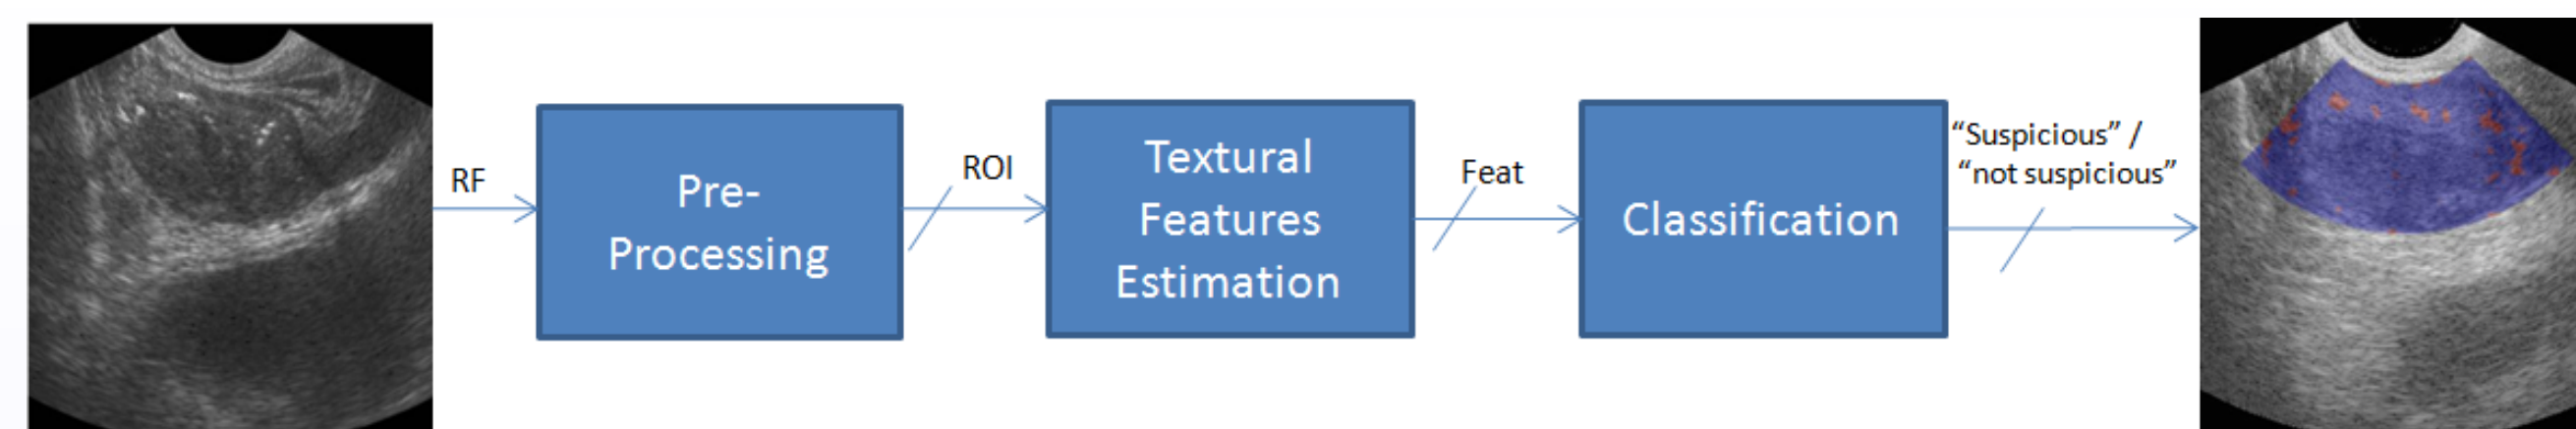 RF
Pre-
Processing
ROI
Textural
Features
Estimation
Feat
Classification
“Suspicious” /
“not suspicious”